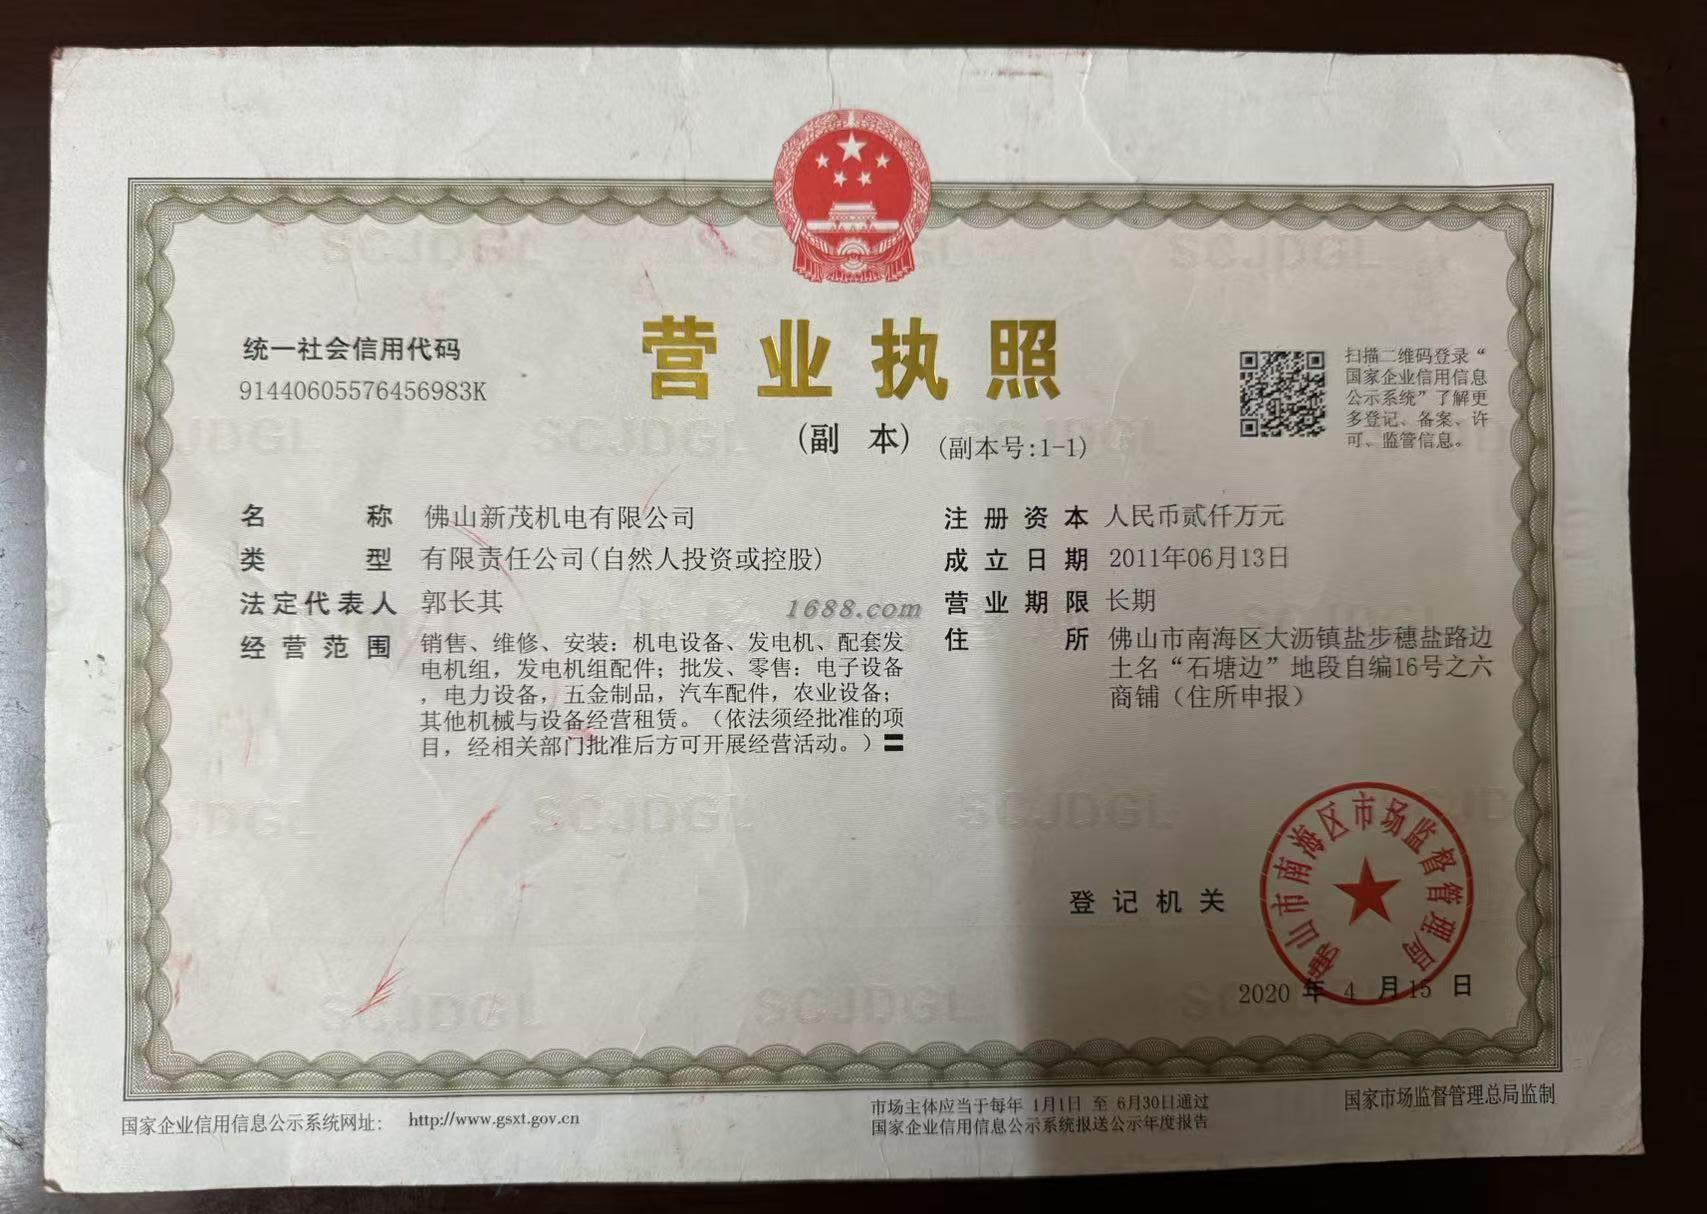 营业执照
(副 本) (副本号:1-1)
统一社会信用代码
91440605576456983K
扫描二维码登录“
国家企业信用信息
公示系统”了解更
多登记、备案、许
可、监管信息。
名 称 佛山新茂机电有限公司
类 型 有限责任公司(自然人投资或控股)
法定代表人 郭长其
经营范围 销售、维修、安装：机电设备、发电机、配套发
电机组，发电机组配件；批发、零售：电子设备
，电力设备，五金制品，汽车配件，农业设备；
其他机械与设备经营租赁。（依法须经批准的项
目，经相关部门批准后方可开展经营活动。）〓
注册资本 人民币贰仟万元
成立日期 2011年06月13日
营业期限 长期
住 所 佛山市南海区大沥镇盐步穗盐路边
土名“石塘边”地段自编16号之六
商铺（住所申报）
1688.com
登记机关
佛山市南海区市场监督管理局
2020 年 4 月 15 日
国家企业信用信息公示系统网址： http://www.gsxt.gov.cn
市场主体应当于每年 1月1日 至 6月30日通过
国家企业信用信息公示系统报送公示年度报告
国家市场监督管理总局监制
SCJDGL
SCJDGL
JDGL
SCJDGL
SCJDGL
SCJDGL
SCJDGL
SCJDGL
SCJDGL